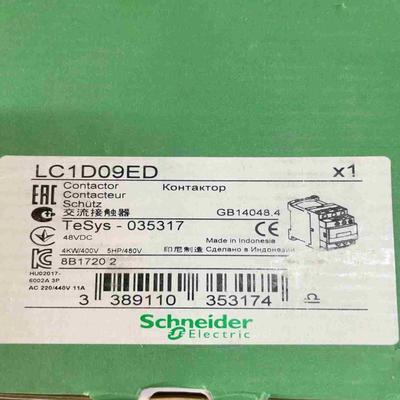 LC1D09ED x1
EAC Contactor Контактор
Contacteur
Schütz
交流接触器 GB14048.4
TeSys - 035317 CE
48VDC Made in Indonesia
4KW/400V 5HP/480V 印尼制造 Сделано в Индонезии
8B1720 2
HU02017-
6002A 3P
AC 220/440V 11A
3 389110 353174
Schneider
Electric